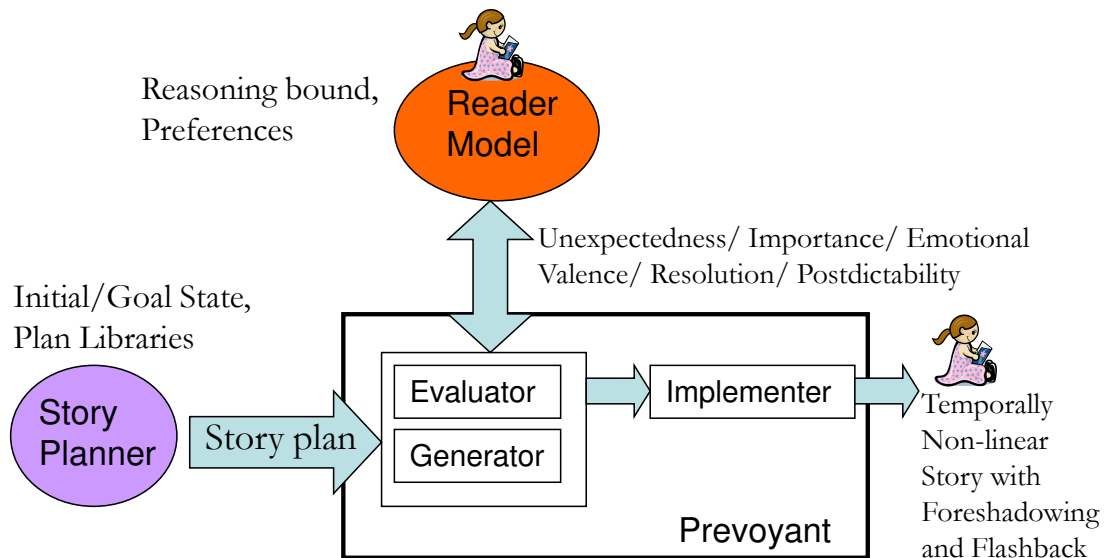 Reasoning bound,
Preferences
Reader
Model
Unexpectedness/ Importance/ Emotional
Valence/ Resolution/ Postdictability
Initial/Goal State,
Plan Libraries
Story
Planner
Story plan
Evaluator
Generator
Implementer
Prevoyant
Temporally
Non-linear
Story with
Foreshadowing
and Flashback